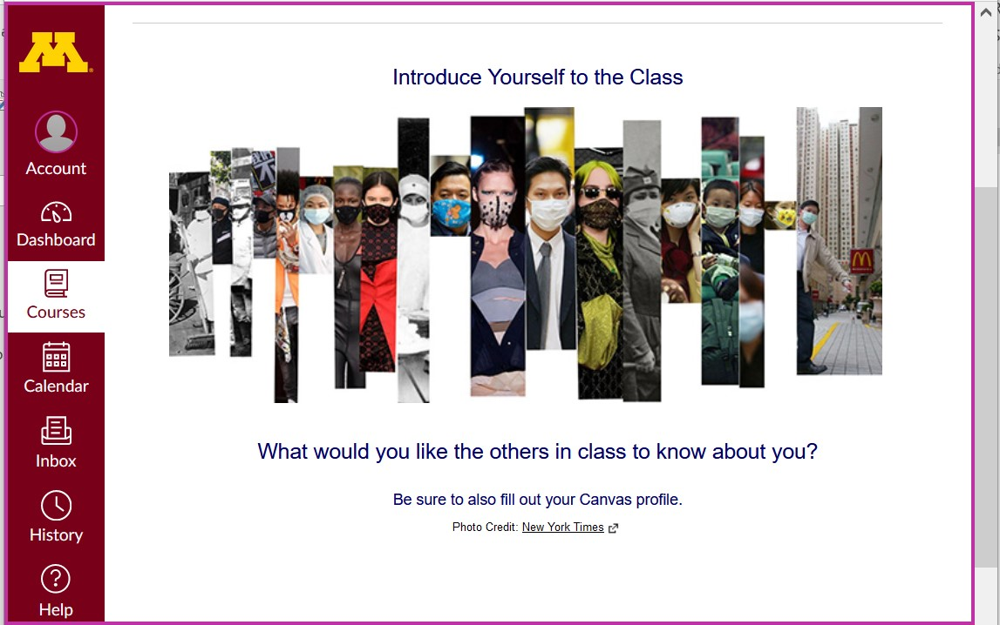 M
Account
Dashboard
Courses
Calendar
Inbox
History
Help
Introduce Yourself to the Class
What would you like the others in class to know about you?
Be sure to also fill out your Canvas profile.
Photo Credit: New York Times